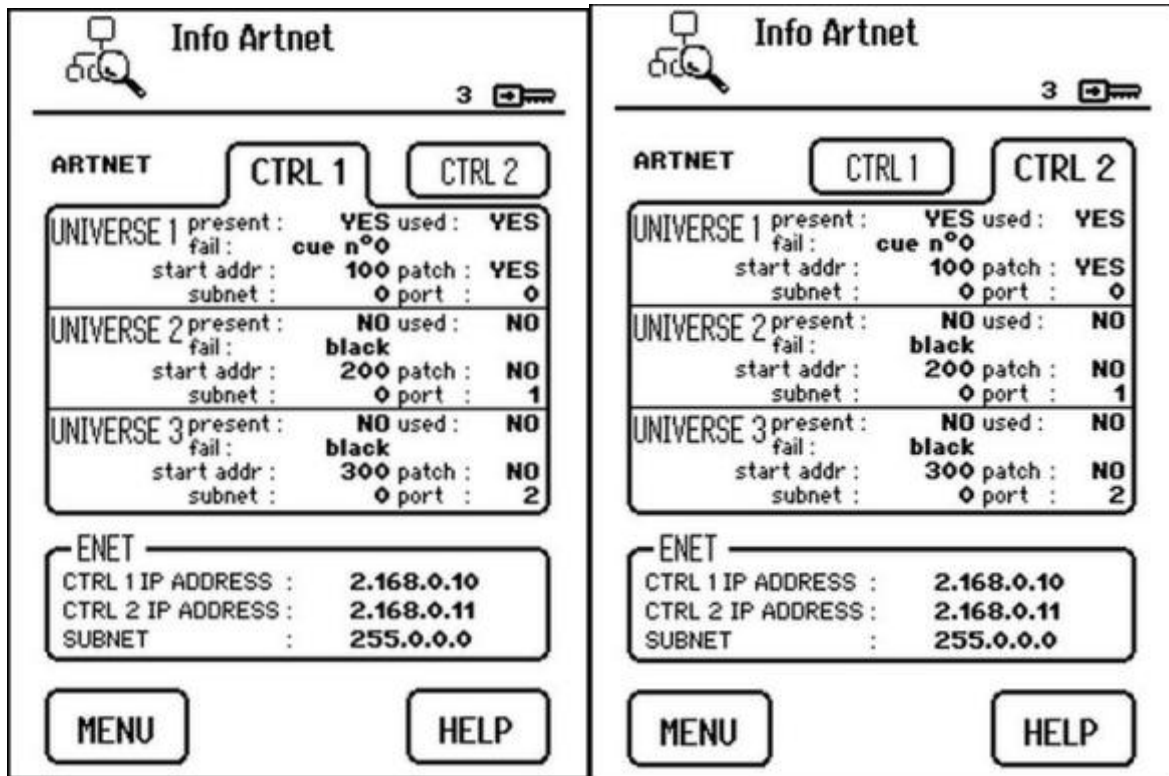 Info Artnet
3
ARTNET CTRL 1 CTRL 2
UNIVERSE 1 present : YES used : YES
fail : cue n°0
start addr : 100 patch : YES
subnet : 0 port : 0
UNIVERSE 2 present : NO used : NO
fail : black
start addr : 200 patch : NO
subnet : 0 port : 1
UNIVERSE 3 present : NO used : NO
fail : black
start addr : 300 patch : NO
subnet : 0 port : 2
ENET
CTRL 1 IP ADDRESS : 2.168.0.10
CTRL 2 IP ADDRESS : 2.168.0.11
SUBNET : 255.0.0.0
MENU HELP
Info Artnet
3
ARTNET CTRL 1 CTRL 2
UNIVERSE 1 present : YES used : YES
fail : cue n°0
start addr : 100 patch : YES
subnet : 0 port : 0
UNIVERSE 2 present : NO used : NO
fail : black
start addr : 200 patch : NO
subnet : 0 port : 1
UNIVERSE 3 present : NO used : NO
fail : black
start addr : 300 patch : NO
subnet : 0 port : 2
ENET
CTRL 1 IP ADDRESS : 2.168.0.10
CTRL 2 IP ADDRESS : 2.168.0.11
SUBNET : 255.0.0.0
MENU HELP